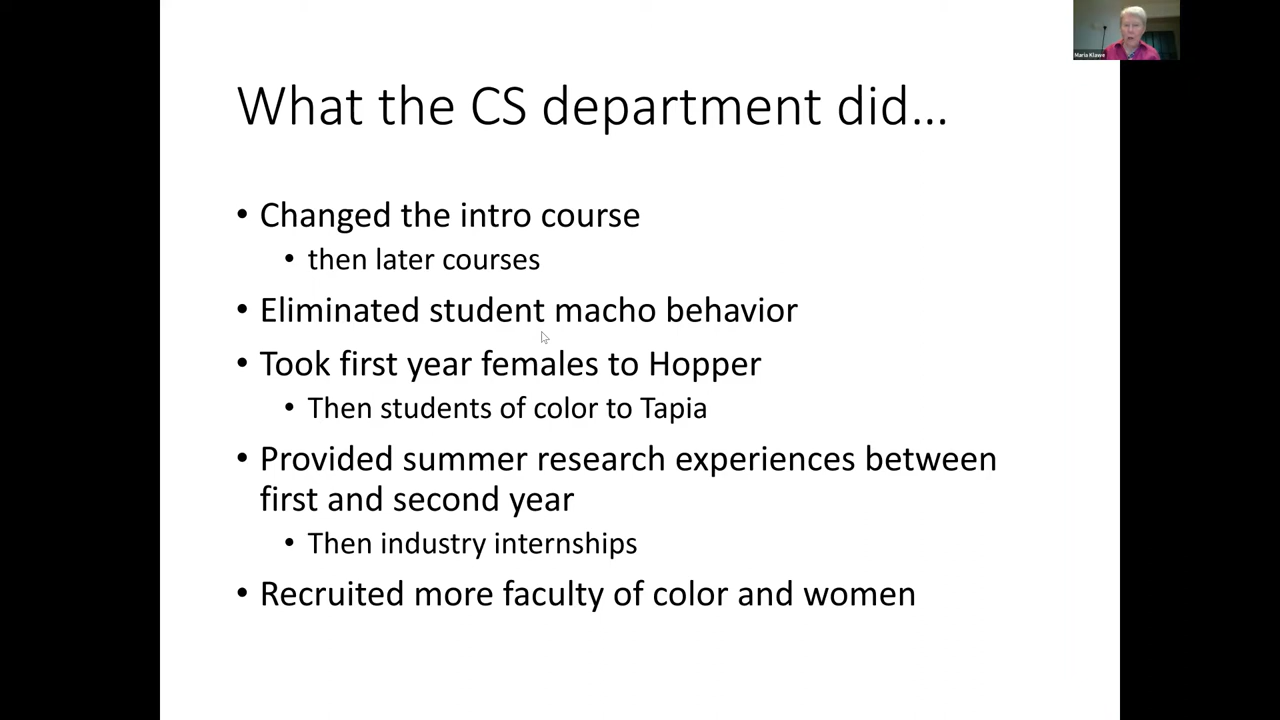 Maria Klawe
What the CS department did...
• Changed the intro course
• then later courses
• Eliminated student macho behavior
• Took first year females to Hopper
• Then students of color to Tapia
• Provided summer research experiences between
first and second year
• Then industry internships
• Recruited more faculty of color and women